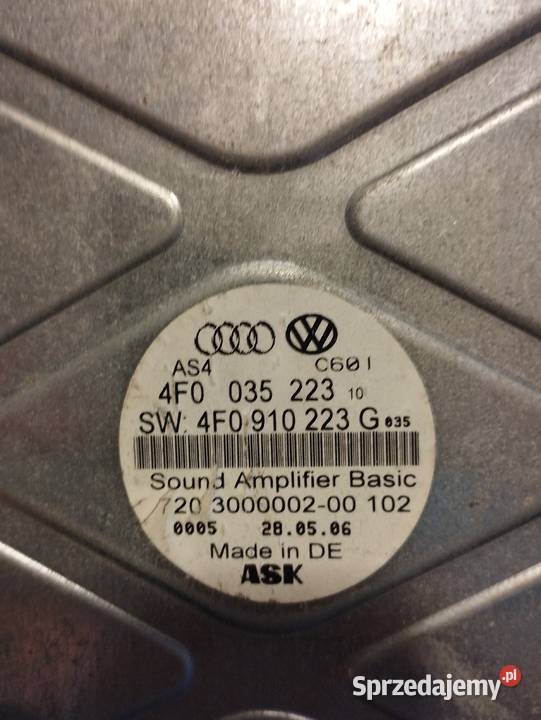 AS4 C601
4F0 035 223 10
SW: 4F0 910 223 G 035
Sound Amplifier Basic
720 3000002-00 102
0005 28.05.06
Made in DE
ASK
Sprzedajemy.pl